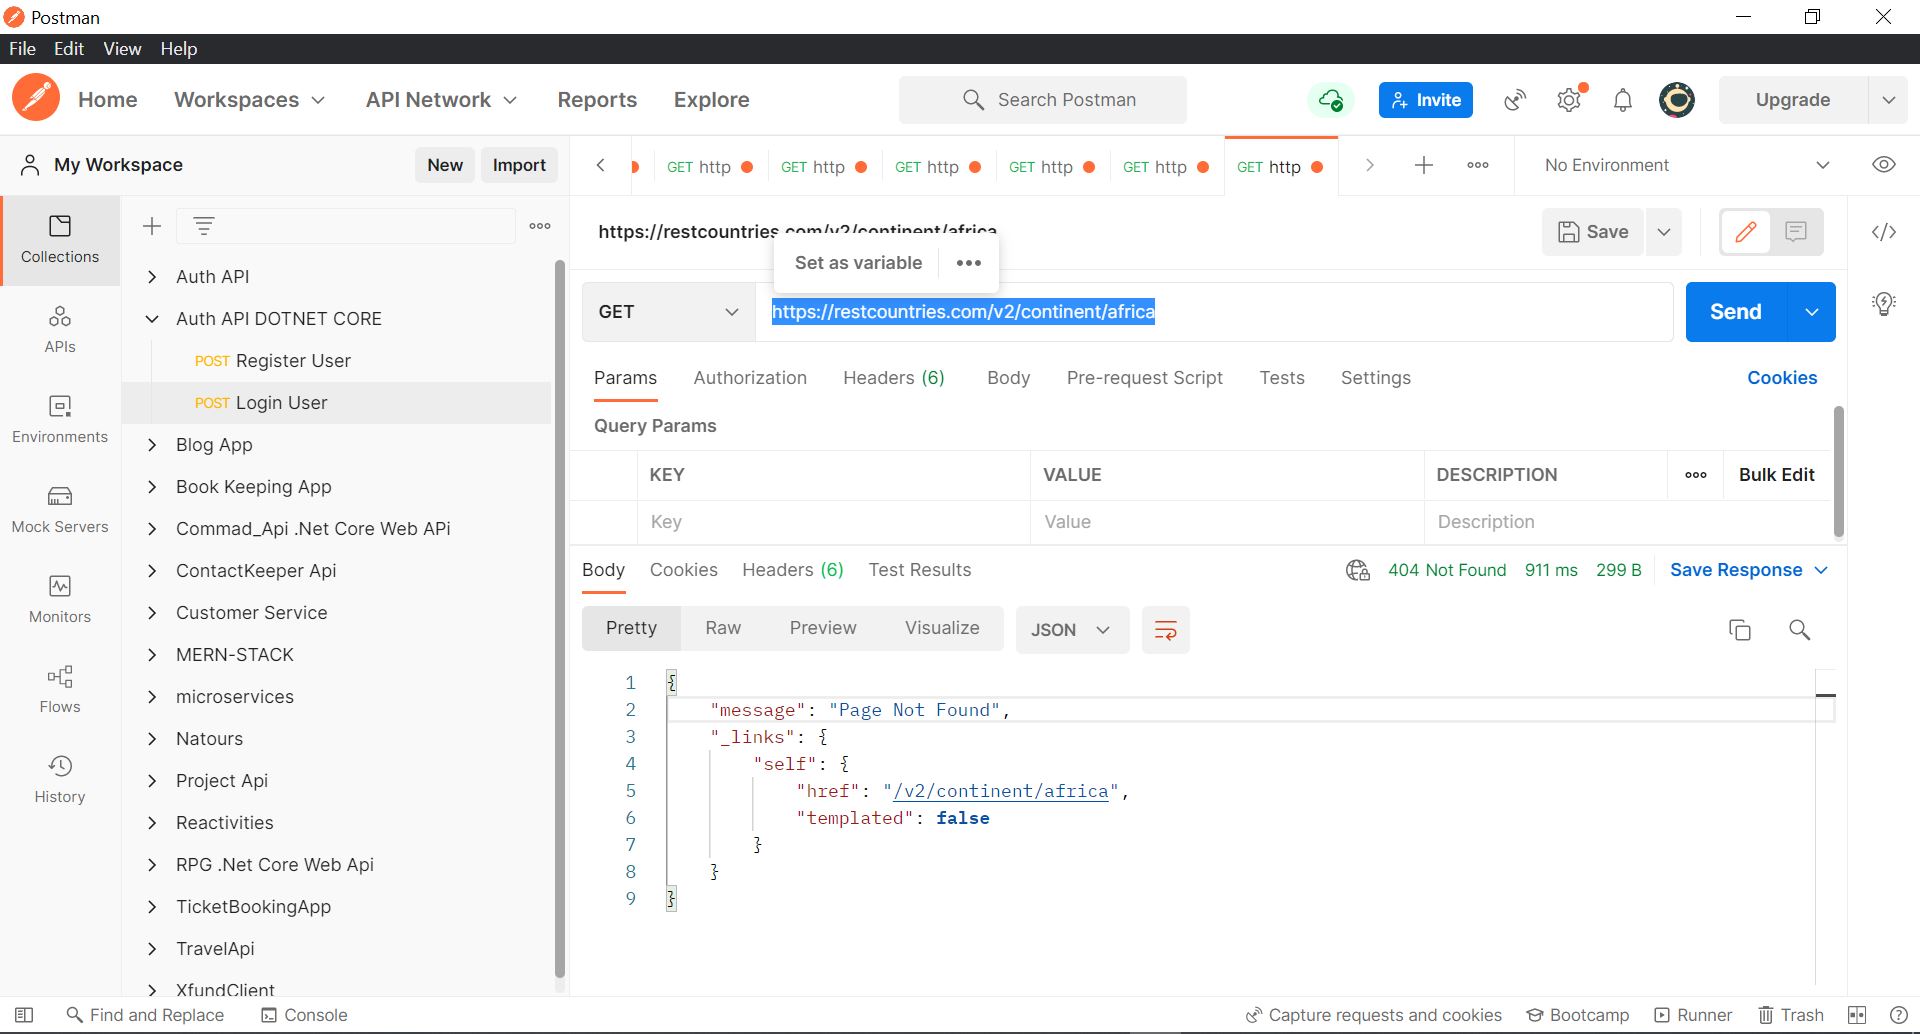 Postman
File Edit View Help
Home Workspaces API Network Reports Explore Search Postman Invite Upgrade
My Workspace New Import GET http GET http GET http GET http GET http GET http No Environment
https://restcountries.com/v2/continent/africa Save
Set as variable
GET https://restcountries.com/v2/continent/africa Send
Params Authorization Headers (6) Body Pre-request Script Tests Settings Cookies
Query Params
KEY VALUE DESCRIPTION Bulk Edit
Key Value Description
Body Cookies Headers (6) Test Results 404 Not Found 911 ms 299 B Save Response
Pretty Raw Preview Visualize JSON
1 {
2 "message": "Page Not Found",
3 "_links": {
4 "self": {
5 "href": "/v2/continent/africa",
6 "templated": false
7 }
8 }
9 }
Collections
APIs
Environments
Mock Servers
Monitors
Flows
History
Auth API
Auth API DOTNET CORE
POST Register User
POST Login User
Blog App
Book Keeping App
Commad_Api .Net Core Web APi
ContactKeeper Api
Customer Service
MERN-STACK
microservices
Natours
Project Api
Reactivities
RPG .Net Core Web Api
TicketBookingApp
TravelApi
XfundClient
Find and Replace Console Capture requests and cookies Bootcamp Runner Trash